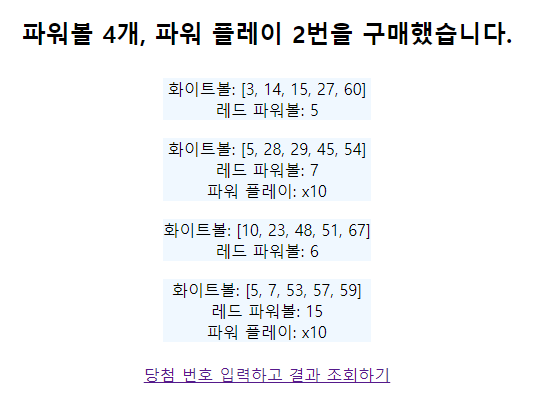 파워볼 4개, 파워 플레이 2번을 구매했습니다.
화이트볼: [3, 14, 15, 27, 60]
레드 파워볼: 5
화이트볼: [5, 28, 29, 45, 54]
레드 파워볼: 7
파워 플레이: x10
화이트볼: [10, 23, 48, 51, 67]
레드 파워볼: 6
화이트볼: [5, 7, 53, 57, 59]
레드 파워볼: 15
파워 플레이: x10
당첨 번호 입력하고 결과 조회하기